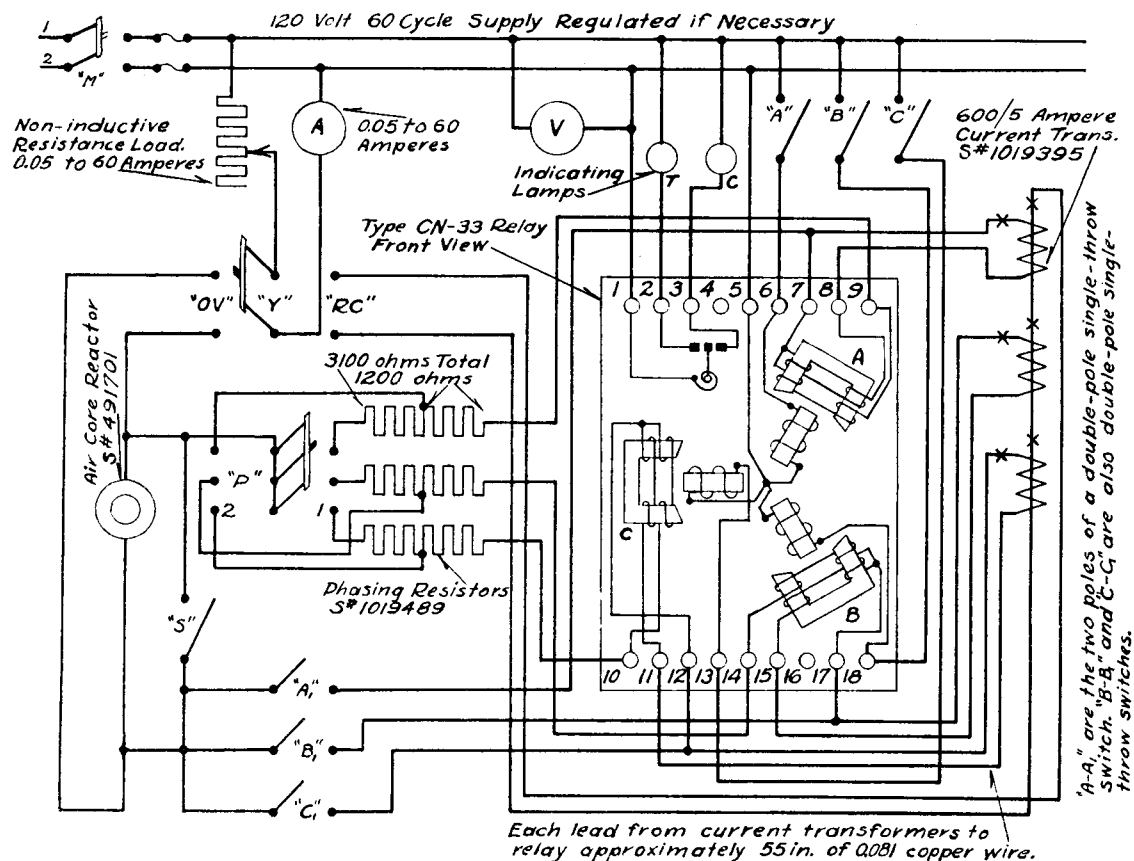 120 Volt 60 Cycle Supply Regulated if Necessary
1
2
"M"
Non-inductive
Resistance Load.
0.05 to 60 Amperes
A
0.05 to 60
Amperes
V
Indicating
Lamps
T
C
"A"
"B"
"C"
600/5 Ampere
Current Trans.
S#1019395
Type CN-33 Relay
Front View
"OV"
"Y"
"RC"
1 2 3 4 5 6 7 8 9
A
Air Core Reactor
S#491701
3100 ohms Total
1200 ohms
"P"
2
1
C
Phasing Resistors
S#1019489
B
"S"
10 11 12 13 14 15 16 17 18
"A₁"
"B₁"
"C₁"
"A-A₁" are the two poles of a double-pole single-throw
switch. "B-B₁" and "C-C₁" are also double-pole single-
throw switches.
Each lead from current transformers to
relay approximately 55 in. of 0.081 copper wire.